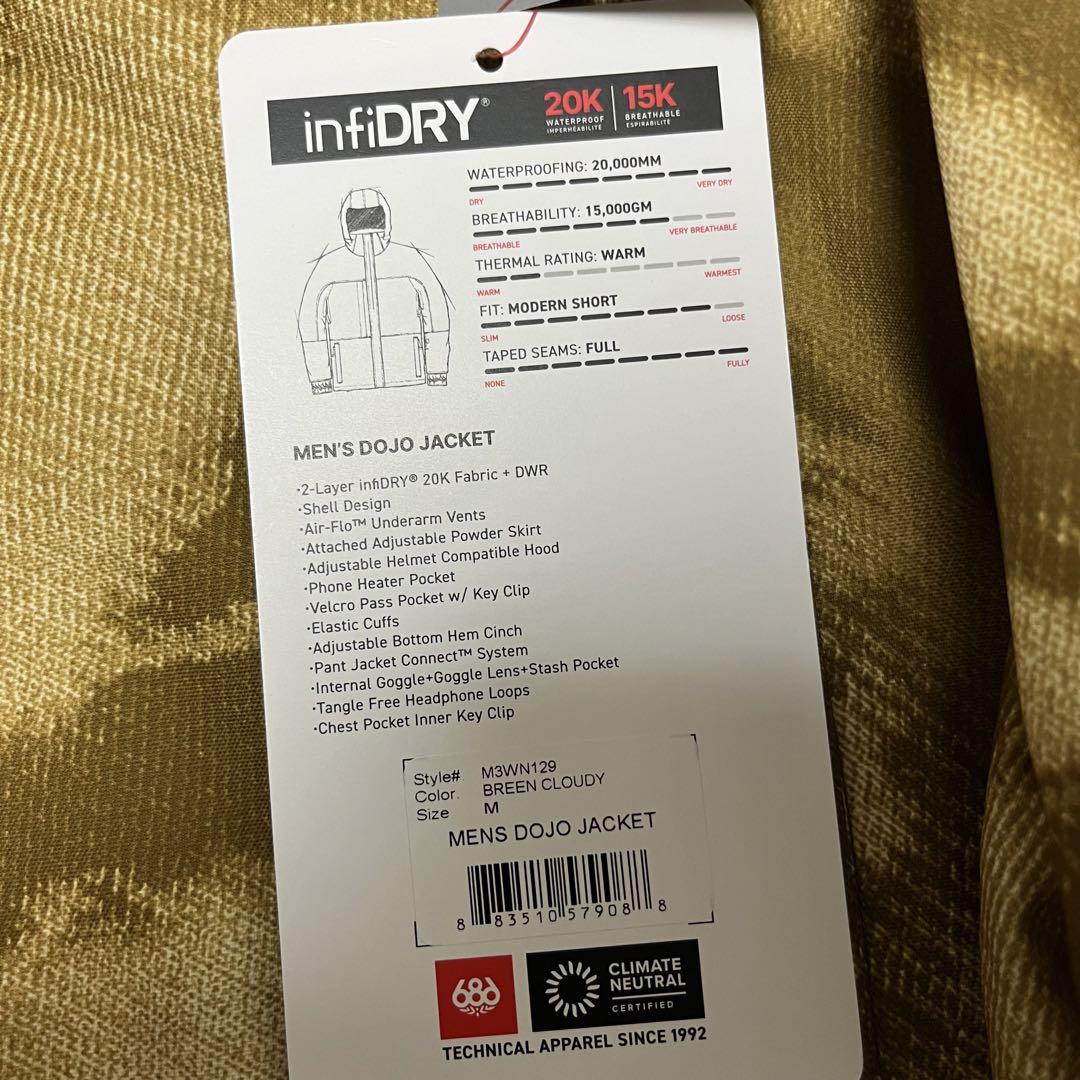 infiDRY®
20K
WATERPROOF
IMPERMÉABILITÉ
15K
BREATHABLE
ESPIRABILITE
WATERPROOFING: 20,000MM
DRY
VERY DRY
BREATHABILITY: 15,000GM
BREATHABLE
VERY BREATHABLE
THERMAL RATING: WARM
WARM
WARMEST
FIT: MODERN SHORT
SLIM
LOOSE
TAPED SEAMS: FULL
NONE
FULLY
MEN'S DOJO JACKET
·2-Layer infiDRY® 20K Fabric + DWR
·Shell Design
·Air-Flo™ Underarm Vents
·Attached Adjustable Powder Skirt
·Adjustable Helmet Compatible Hood
·Phone Heater Pocket
·Velcro Pass Pocket w/ Key Clip
·Elastic Cuffs
·Adjustable Bottom Hem Cinch
·Pant Jacket Connect™ System
·Internal Goggle+Goggle Lens+Stash Pocket
·Tangle Free Headphone Loops
·Chest Pocket Inner Key Clip
Style# M3WN129
Color. BREEN CLOUDY
Size M
MENS DOJO JACKET
8 83510 57908 8
686
CLIMATE
NEUTRAL
CERTIFIED
TECHNICAL APPAREL SINCE 1992